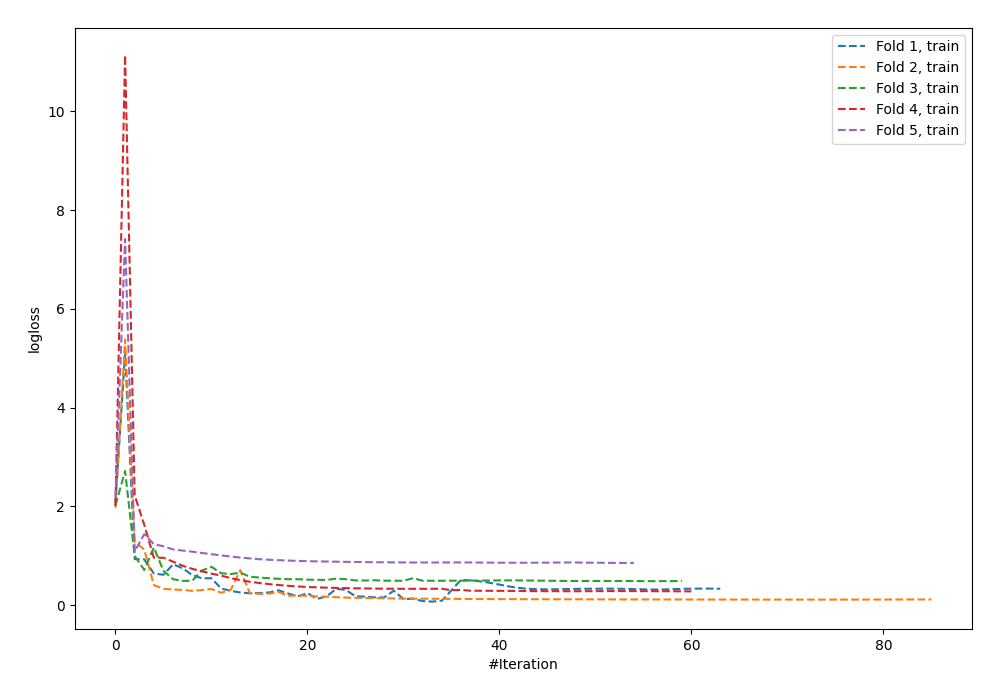 Fold 1, train
Fold 2, train
Fold 3, train
Fold 4, train
Fold 5, train
10
8
6
4
2
0
logloss
0 20 40 60 80
#Iteration